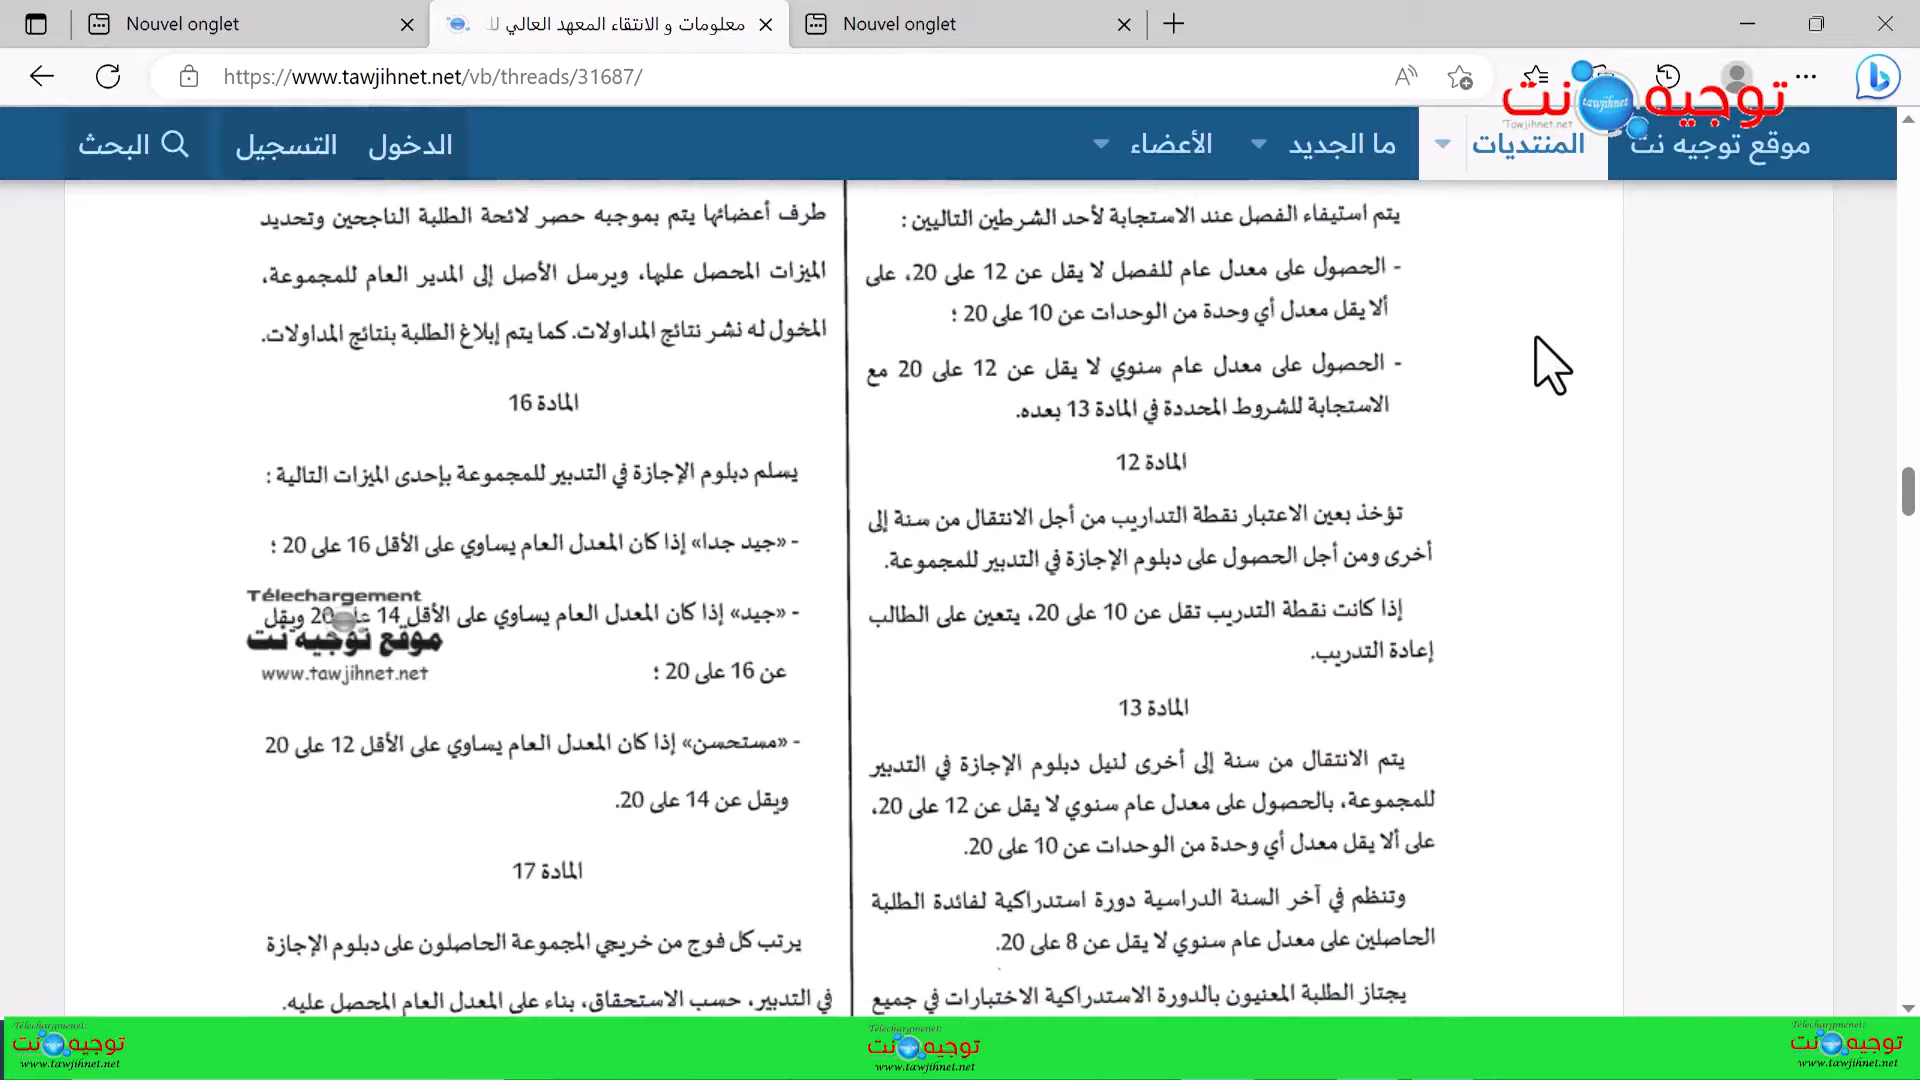 Nouvel onglet
معلومات و الانتقاء المعهد العالي لل
Nouvel onglet
https://www.tawjihnet.net/vb/threads/31687/
توجيه نت
tawjihnet
Tawjihnet.net
موقع توجيه نت
المنتديات
ما الجديد
الأعضاء
الدخول
التسجيل
البحث
يتم استيفاء الفصل عند الاستجابة لأحد الشرطين التاليين :
- الحصول على معدل عام للفصل لا يقل عن 12 على 20، على
ألا يقل معدل أي وحدة من الوحدات عن 10 على 20 ؛
- الحصول على معدل عام سنوي لا يقل عن 12 على 20 مع
الاستجابة للشروط المحددة في المادة 13 بعده.
المادة 12
تؤخذ بعين الاعتبار نقطة التداريب من أجل الانتقال من سنة إلى
أخرى ومن أجل الحصول على دبلوم الإجازة في التدبير للمجموعة.
إذا كانت نقطة التدريب تقل عن 10 على 20، يتعين على الطالب
إعادة التدريب.
المادة 13
يتم الانتقال من سنة إلى أخرى لنيل دبلوم الإجازة في التدبير
للمجموعة، بالحصول على معدل عام سنوي لا يقل عن 12 على 20،
على ألا يقل معدل أي وحدة من الوحدات عن 10 على 20.
وتنظم في آخر السنة الدراسية دورة استدراكية لفائدة الطلبة
الحاصلين على معدل عام سنوي لا يقل عن 8 على 20.
يجتاز الطلبة المعنيون بالدورة الاستدراكية الاختبارات في جميع
طرف أعضائها يتم بموجبه حصر لائحة الطلبة الناجحين وتحديد
الميزات المحصل عليها، ويرسل الأصل إلى المدير العام للمجموعة،
المخول له نشر نتائج المداولات. كما يتم إبلاغ الطلبة بنتائج المداولات.
المادة 16
يسلم دبلوم الإجازة في التدبير للمجموعة بإحدى الميزات التالية :
- «جيد جدا» إذا كان المعدل العام يساوي على الأقل 16 على 20 ؛
- «جيد» إذا كان المعدل العام يساوي على الأقل 14 على 20 ويقل
عن 16 على 20 ؛
- «مستحسن» إذا كان المعدل العام يساوي على الأقل 12 على 20
ويقل عن 14 على 20.
المادة 17
يرتب كل فوج من خريجي المجموعة الحاصلون على دبلوم الإجازة
في التدبير، حسب الاستحقاق، بناء على المعدل العام المحصل عليه.
Télechargement
موقع توجيه نت
www.tawjihnet.net
Télechargement:
توجيه نت
www.tawjihnet.net
Télechargement:
توجيه نت
www.tawjihnet.net
Télechargement:
توجيه نت
www.tawjihnet.net